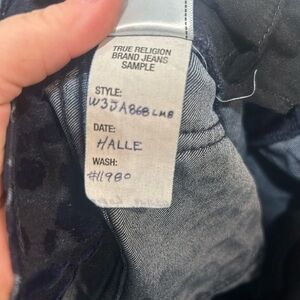 TRUE RELIGION
BRAND JEANS
SAMPLE
STYLE:
W3JA868LMB
DATE:
HALLE
WASH:
#11980